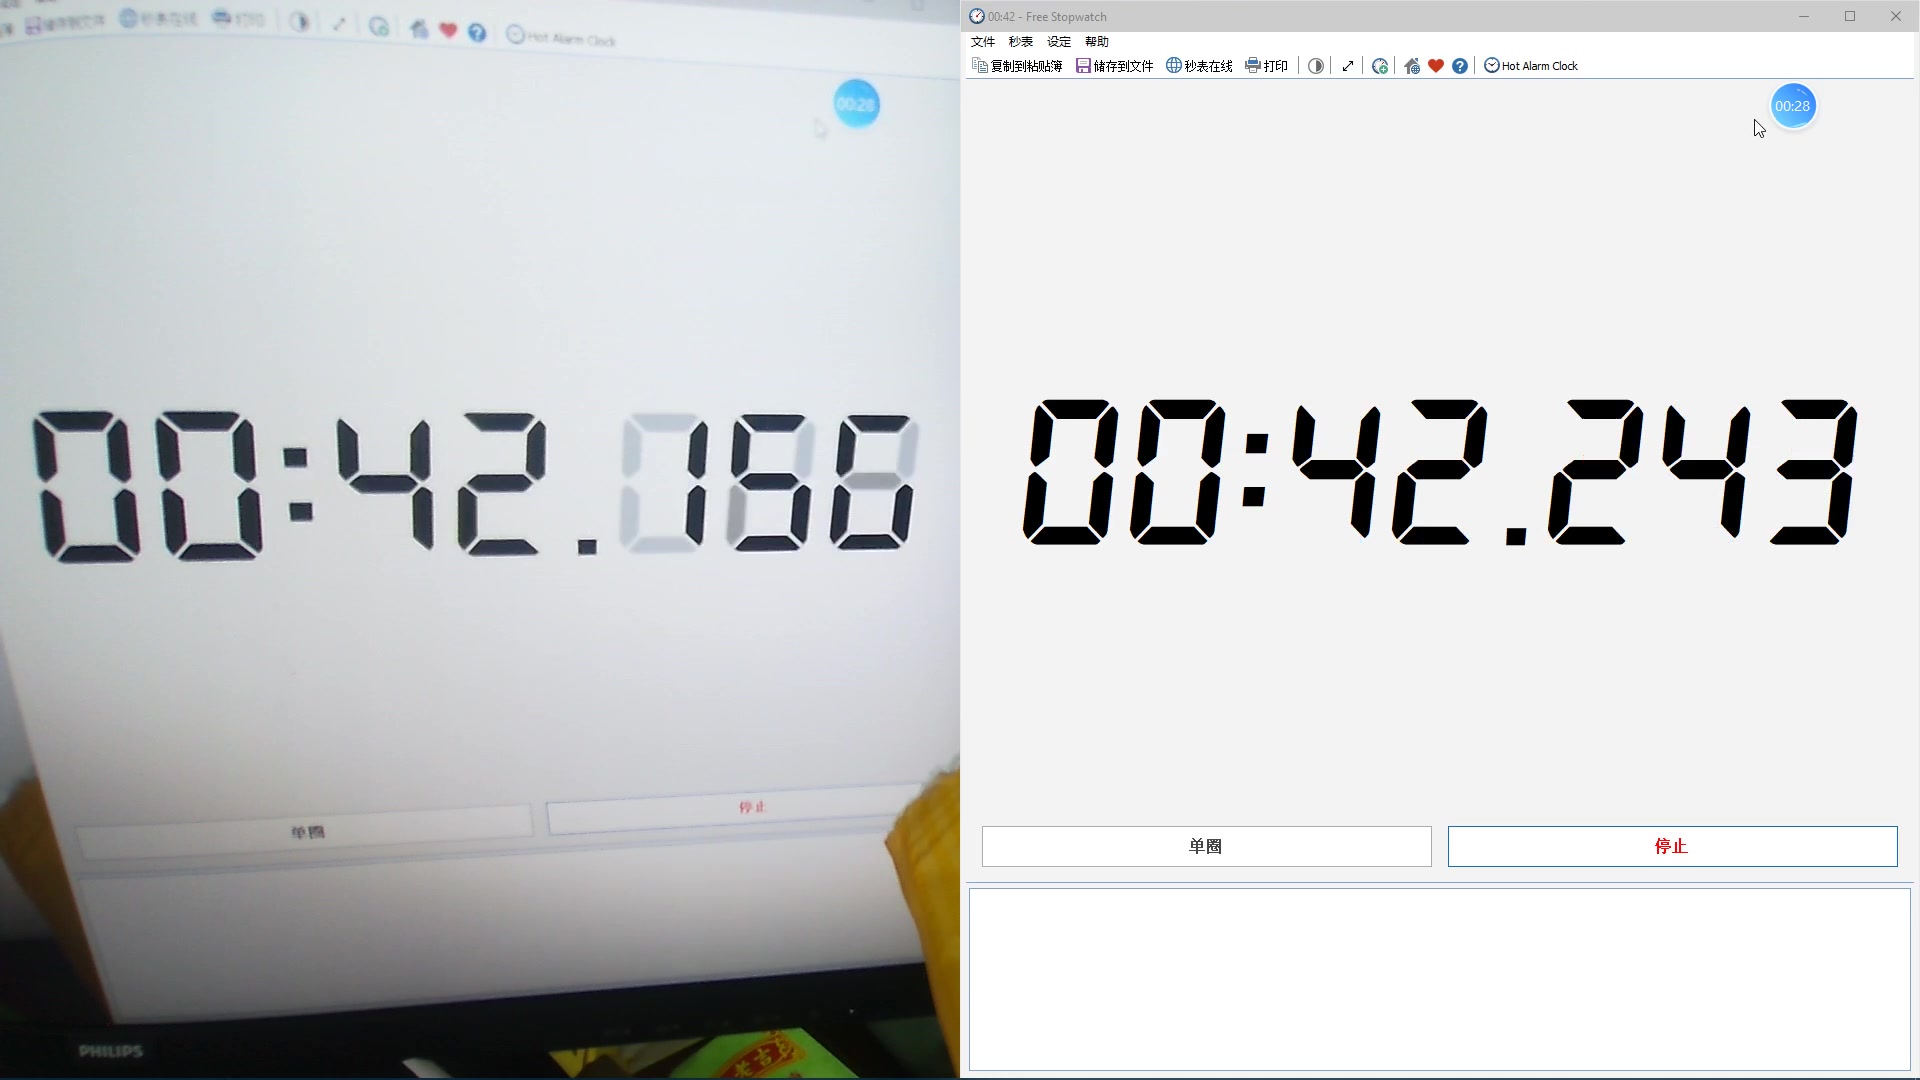 储存到文件 秒表在线 打印 Hot Alarm Clock
00:28
单圈
停止
PHILIPS
00:42 - Free Stopwatch
文件 秒表 设定 帮助
复制到粘贴簿 储存到文件 秒表在线 打印 Hot Alarm Clock
00:28
00:42.243
单圈
停止